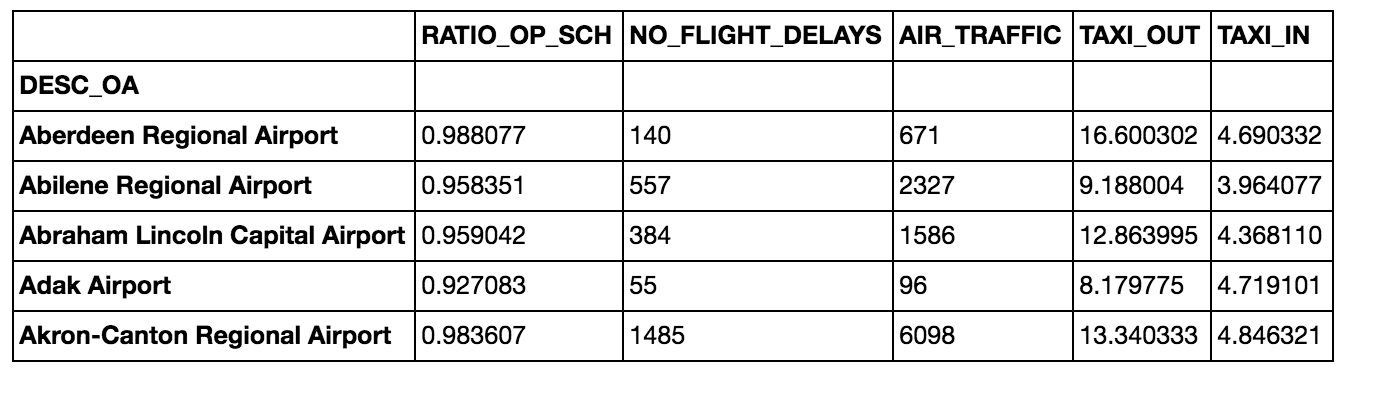 RATIO_OP_SCH NO_FLIGHT_DELAYS AIR_TRAFFIC TAXI_OUT TAXI_IN
DESC_OA
Aberdeen Regional Airport 0.988077 140 671 16.600302 4.690332
Abilene Regional Airport 0.958351 557 2327 9.188004 3.964077
Abraham Lincoln Capital Airport 0.959042 384 1586 12.863995 4.368110
Adak Airport 0.927083 55 96 8.179775 4.719101
Akron-Canton Regional Airport 0.983607 1485 6098 13.340333 4.846321